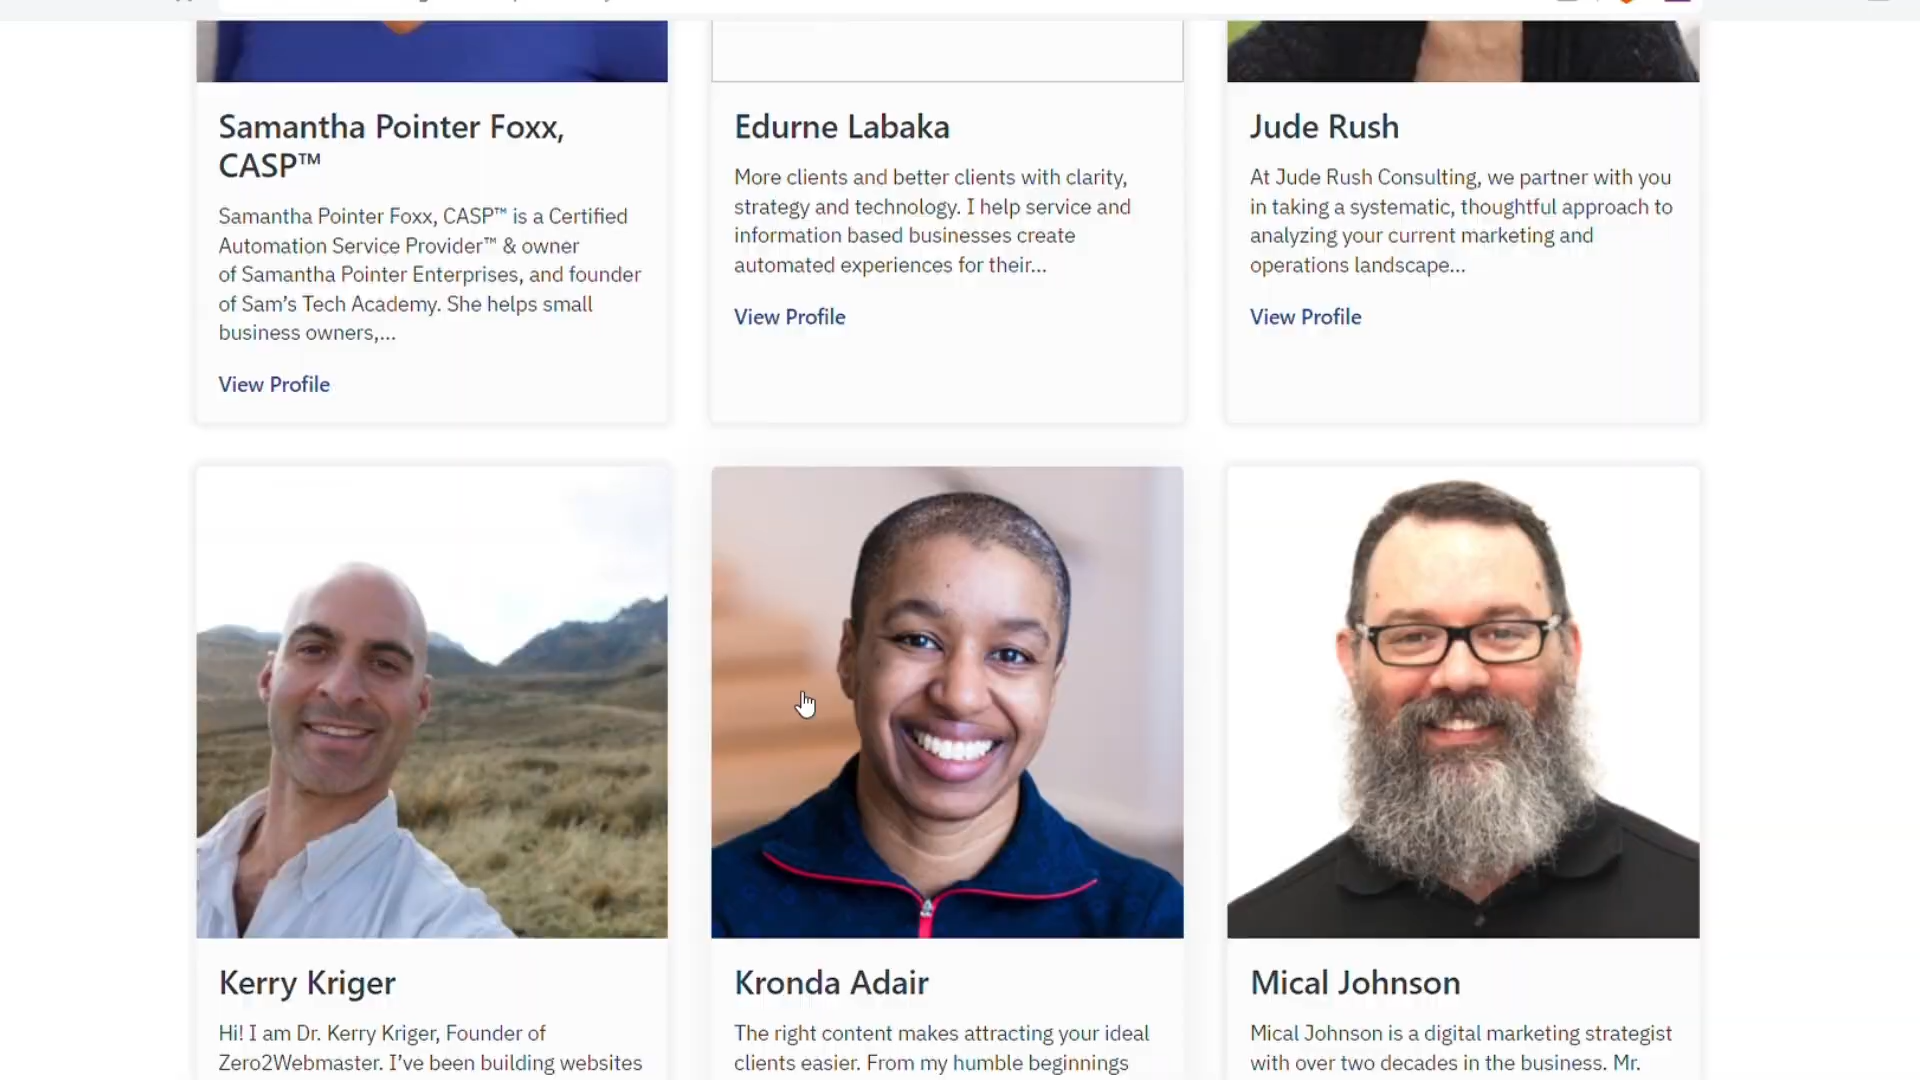 Samantha Pointer Foxx,
CASP™
Samantha Pointer Foxx, CASP™ is a Certified
Automation Service Provider™ & owner
of Samantha Pointer Enterprises, and founder
of Sam’s Tech Academy. She helps small
business owners,...
View Profile
Edurne Labaka
More clients and better clients with clarity,
strategy and technology. I help service and
information based businesses create
automated experiences for their...
View Profile
Jude Rush
At Jude Rush Consulting, we partner with you
in taking a systematic, thoughtful approach to
analyzing your current marketing and
operations landscape...
View Profile
Kerry Kriger
Hi! I am Dr. Kerry Kriger, Founder of
Zero2Webmaster. I’ve been building websites
Kronda Adair
The right content makes attracting your ideal
clients easier. From my humble beginnings
Mical Johnson
Mical Johnson is a digital marketing strategist
with over two decades in the business. Mr.